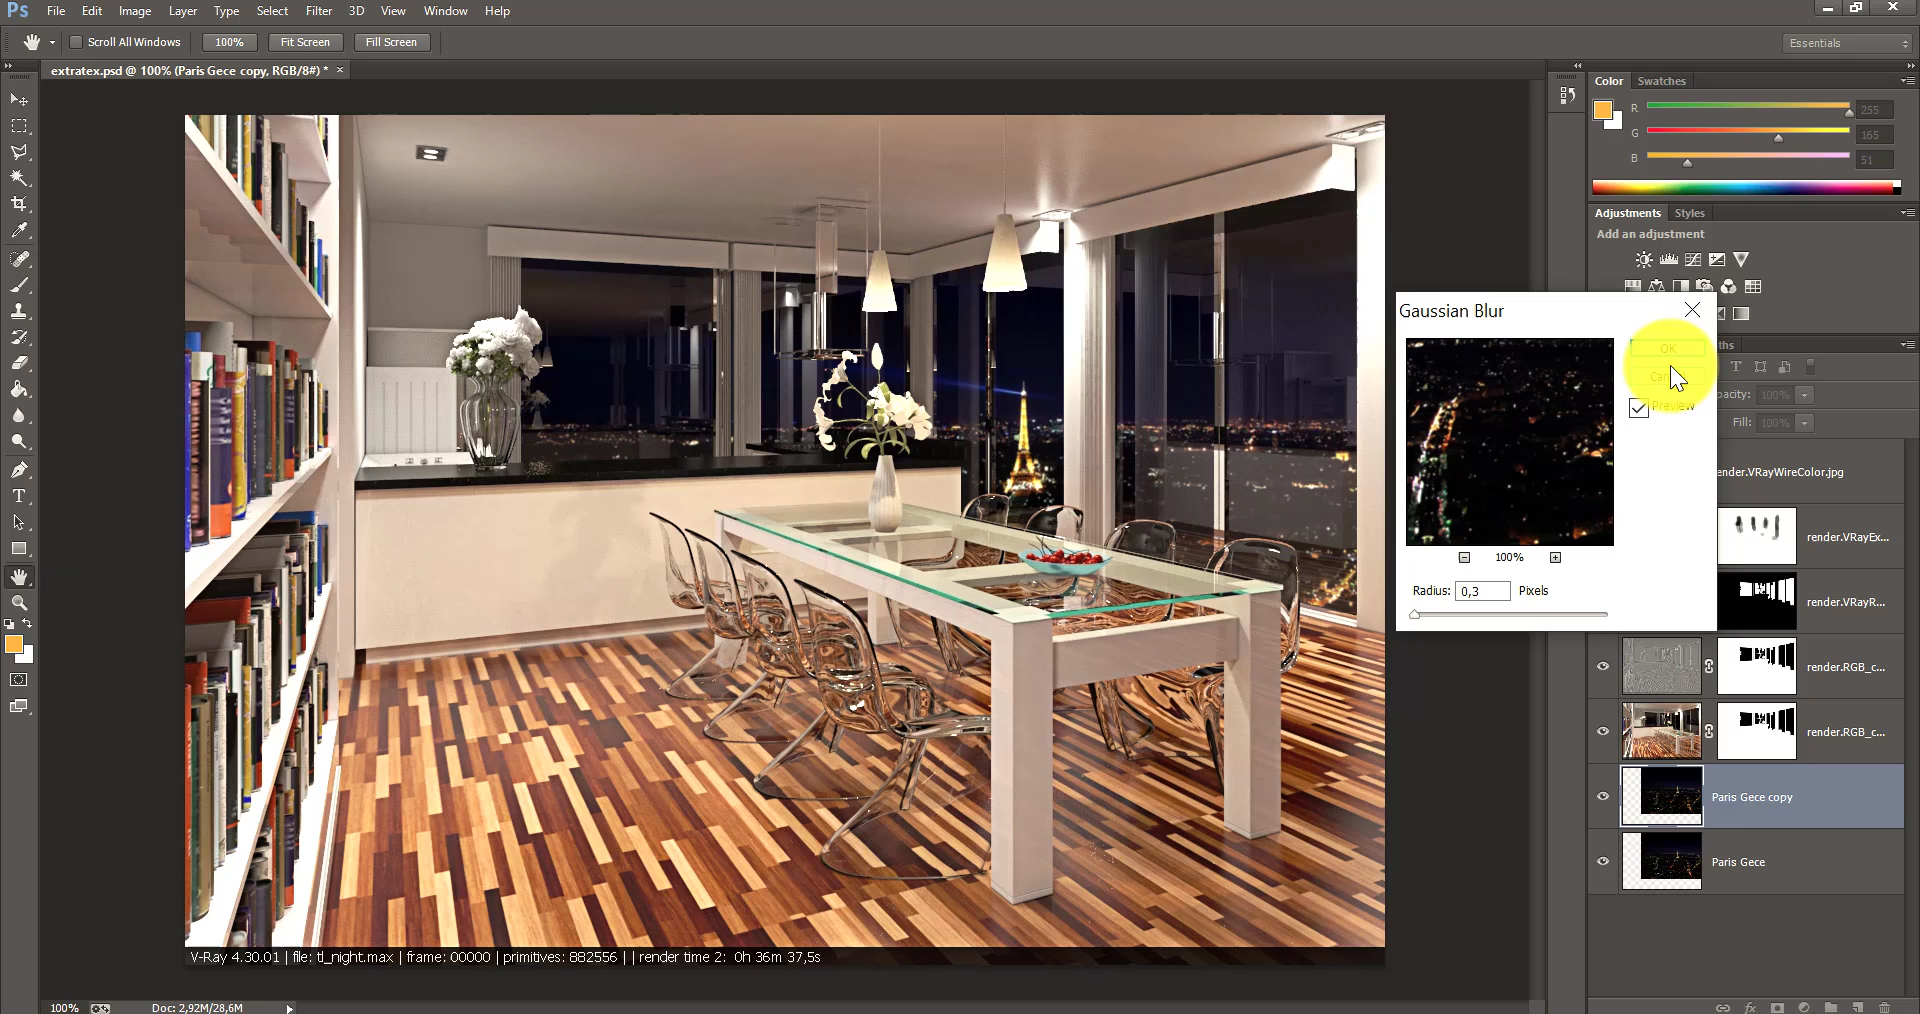 Ps File Edit Image Layer Type Select Filter 3D View Window Help
Scroll All Windows 100% Fit Screen Fill Screen Essentials
extratex.psd @ 100% (Paris Gece copy, RGB/8#) * ×
Color Swatches
R 255
G 165
B 51
Adjustments Styles
Add an adjustment
Gaussian Blur
OK
Preview
100%
Radius: 0,3 Pixels
ths
pacity: 100%
Fill: 100%
ender.VRayWireColor.jpg
render.VRayEx...
render.VRayR...
render.RGB_c...
render.RGB_c...
Paris Gece copy
Paris Gece
V-Ray 4.30.01 | file: tl_night.max | frame: 00000 | primitives: 882556 | | render time 2: 0h 36m 37,5s
100% Doc: 2,92M/28,6M